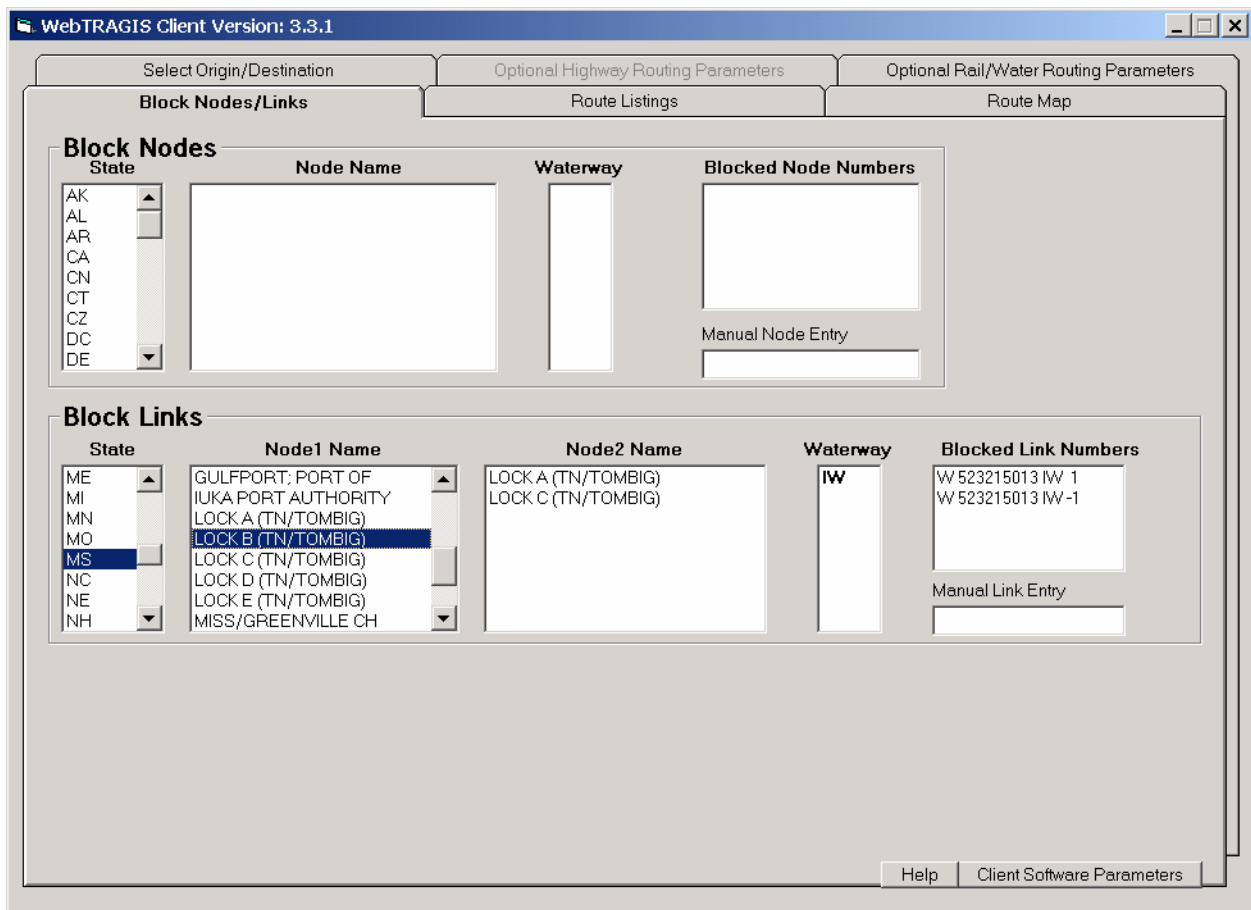 WebTRAGIS Client Version: 3.3.1
Select Origin/Destination
Optional Highway Routing Parameters
Optional Rail/Water Routing Parameters
Block Nodes/Links
Route Listings
Route Map
Block Nodes
State
Node Name
Waterway
Blocked Node Numbers
AK
AL
AR
CA
CN
CT
CZ
DC
DE
Manual Node Entry
Block Links
State
Node1 Name
Node2 Name
Waterway
Blocked Link Numbers
ME
MI
MN
MO
MS
NC
NE
NH
GULFPORT; PORT OF
IUKA PORT AUTHORITY
LOCK A (TN/TOMBIG)
LOCK B (TN/TOMBIG)
LOCK C (TN/TOMBIG)
LOCK D (TN/TOMBIG)
LOCK E (TN/TOMBIG)
MISS/GREENVILLE CH
LOCK A (TN/TOMBIG)
LOCK C (TN/TOMBIG)
IW
W 523215013 IW 1
W 523215013 IW -1
Manual Link Entry
Help
Client Software Parameters